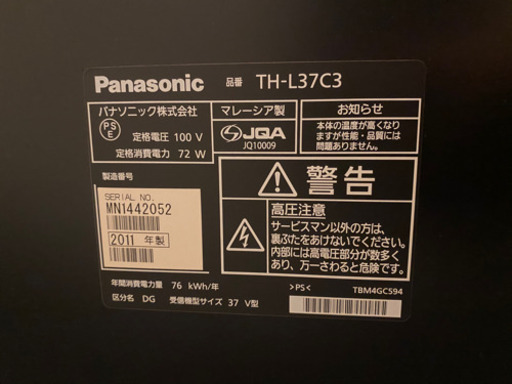 Panasonic 品番 TH-L37C3
パナソニック株式会社
PS E
定格電圧 100 V
定格消費電力 72 W
マレーシア製
JQA
JQ10009
お知らせ
本体の温度が高くなり
ますが性能・品質には
問題ありません。
製造番号
SERIAL NO.
MN1442052
2011 年製
警告
高圧注意
サービスマン以外の方は、
裏ぶたをあけないでください。
内部には高電圧部分が数多く
あり、万一さわると危険です。
年間消費電力量 76 kWh/年
区分名 DG 受信機型サイズ 37 V型
>PS<
TBM4GC594